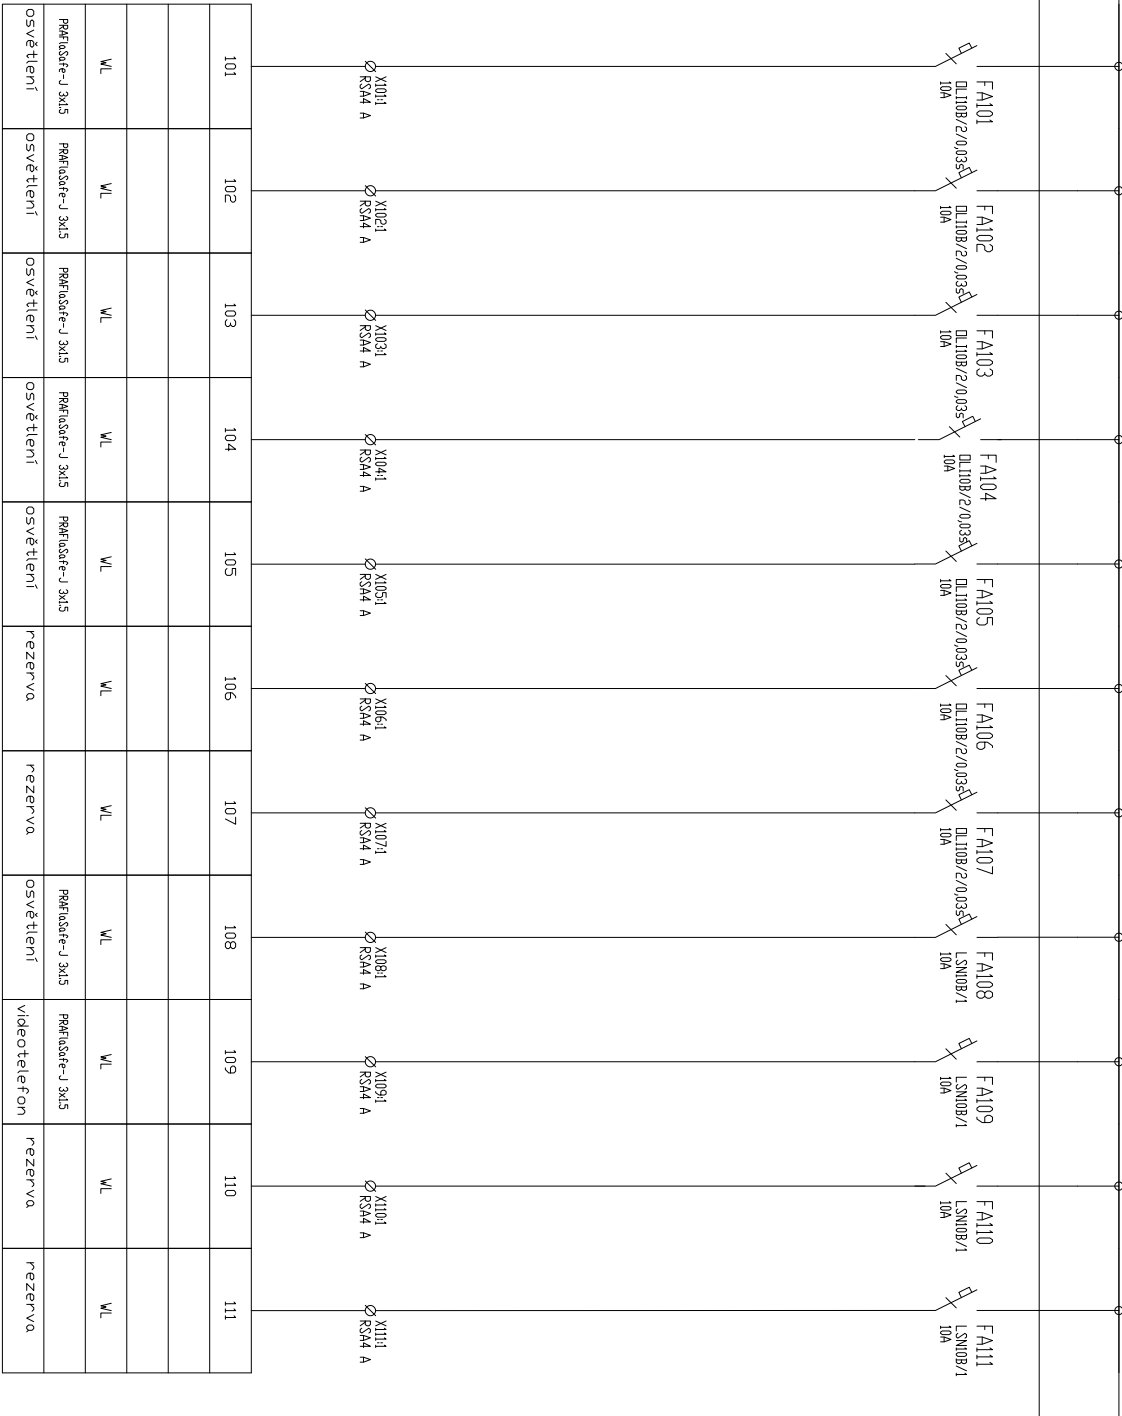 FA101
OLI10B/2/0,03s
10A
FA102
OLI10B/2/0,03s
10A
FA103
OLI10B/2/0,03s
10A
FA104
OLI10B/2/0,03s
10A
FA105
OLI10B/2/0,03s
10A
FA106
OLI10B/2/0,03s
10A
FA107
OLI10B/2/0,03s
10A
FA108
LSN10B/1
10A
FA109
LSN10B/1
10A
FA110
LSN10B/1
10A
FA111
LSN10B/1
10A
X101:1
RSA4 A
X102:1
RSA4 A
X103:1
RSA4 A
X104:1
RSA4 A
X105:1
RSA4 A
X106:1
RSA4 A
X107:1
RSA4 A
X108:1
RSA4 A
X109:1
RSA4 A
X110:1
RSA4 A
X111:1
RSA4 A
101 102 103 104 105 106 107 108 109 110 111
WL WL WL WL WL WL WL WL WL WL WL
PRAFlaSafe-J 3x1.5 PRAFlaSafe-J 3x1.5 PRAFlaSafe-J 3x1.5 PRAFlaSafe-J 3x1.5 PRAFlaSafe-J 3x1.5 PRAFlaSafe-J 3x1.5 PRAFlaSafe-J 3x1.5
osvětlení osvětlení osvětlení osvětlení osvětlení rezerva rezerva osvětlení videotelefon rezerva rezerva